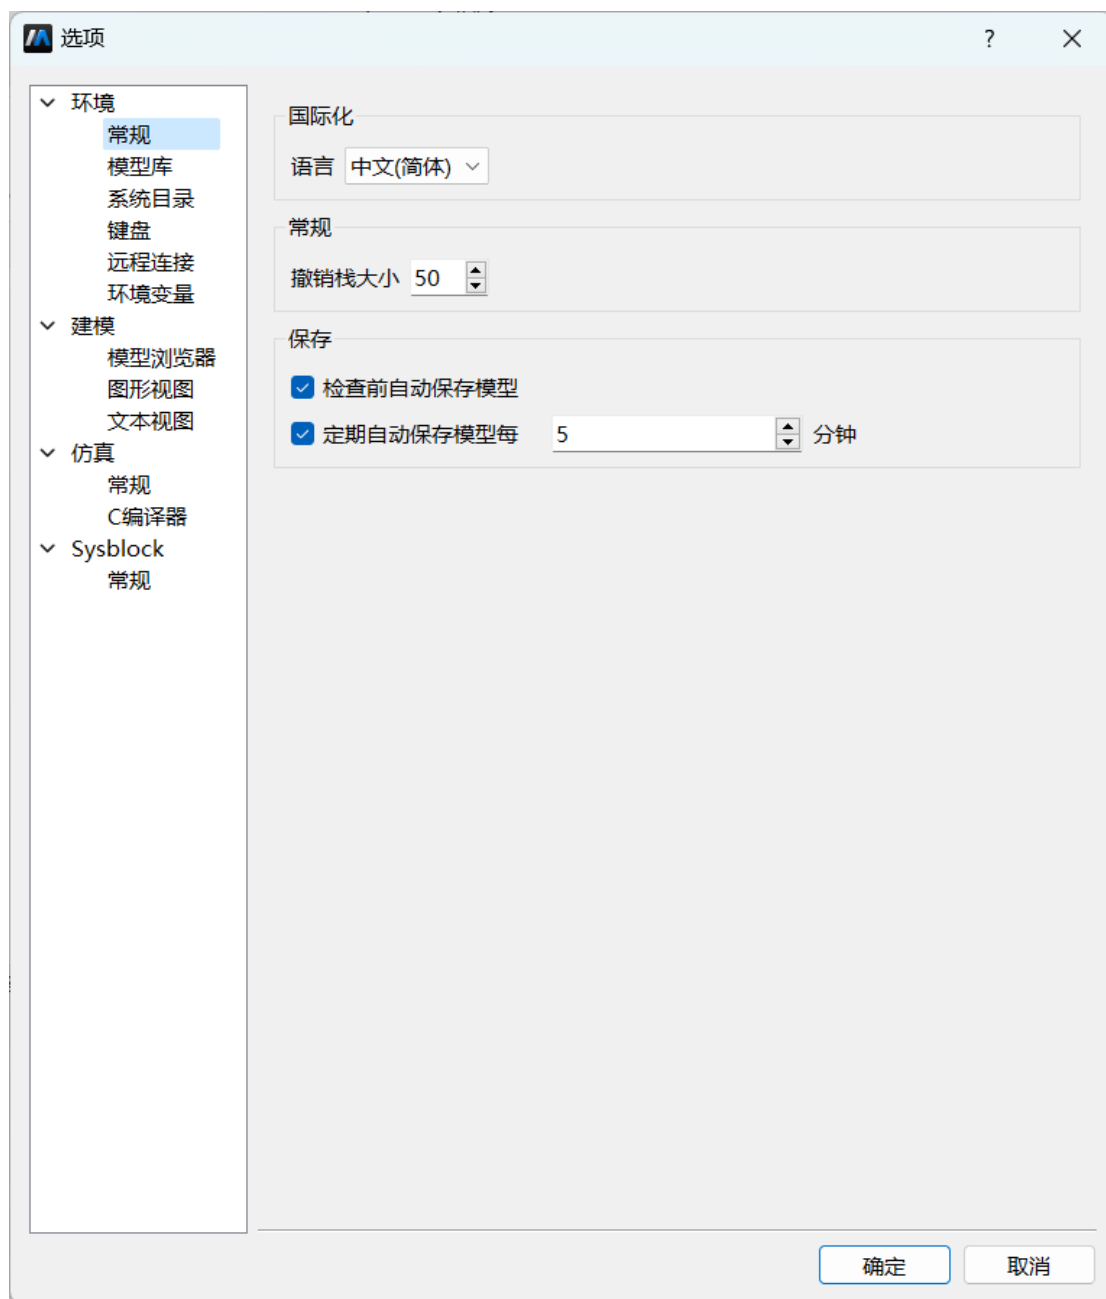 选项
环境
常规
模型库
系统目录
键盘
远程连接
环境变量
建模
模型浏览器
图形视图
文本视图
仿真
常规
C编译器
Sysblock
常规
国际化
语言 中文(简体)
常规
撤销栈大小 50
保存
检查前自动保存模型
定期自动保存模型每 5 分钟
确定 取消